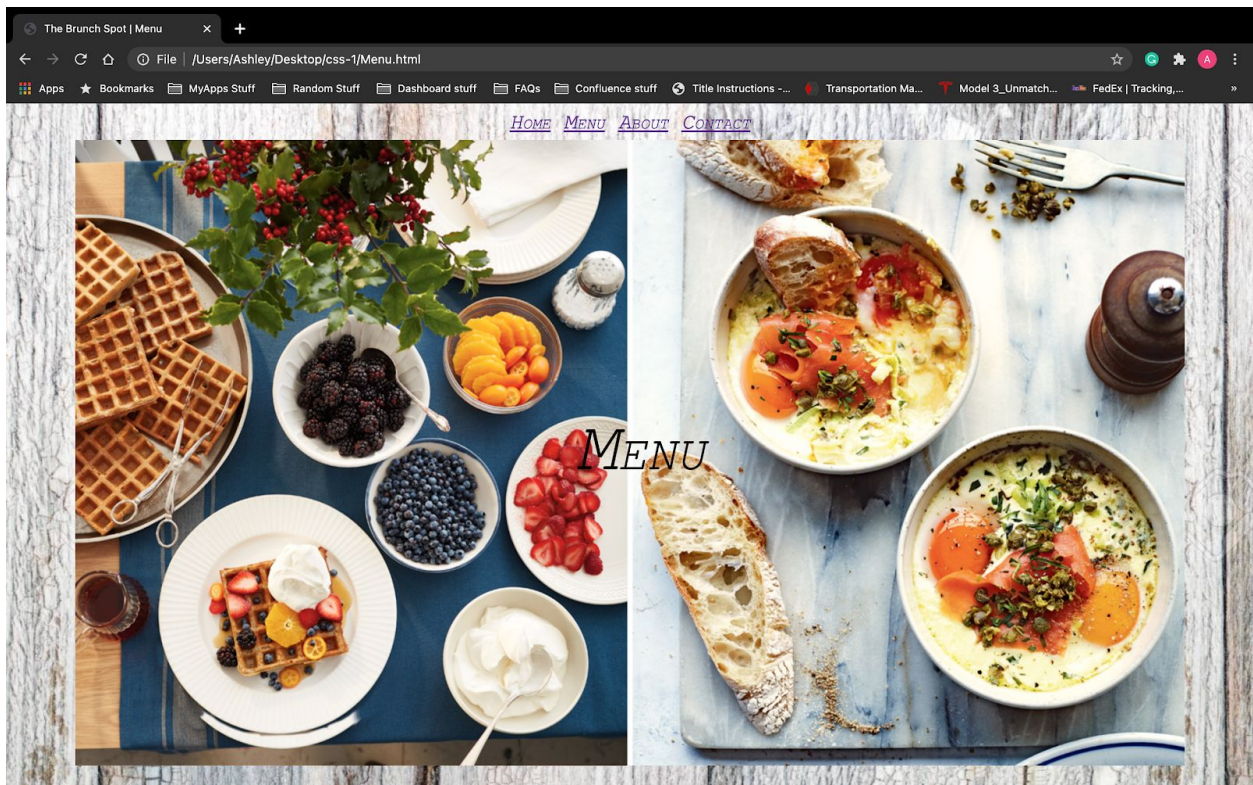 The Brunch Spot | Menu
File | /Users/Ashley/Desktop/css-1/Menu.html
A
Apps Bookmarks MyApps Stuff Random Stuff Dashboard stuff FAQs Confluence stuff Title Instructions -... Transportation Ma... Model 3_Unmatch... FedEx | Tracking,... »
Home Menu About Contact
Menu